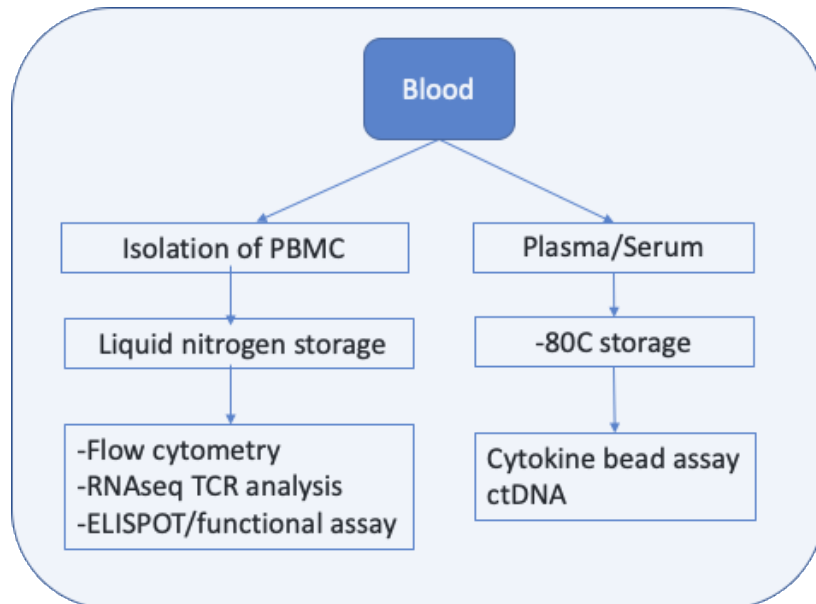 Blood
Isolation of PBMC
Plasma/Serum
Liquid nitrogen storage
-80C storage
-Flow cytometry
-RNAseq TCR analysis
-ELISPOT/functional assay
Cytokine bead assay
ctDNA